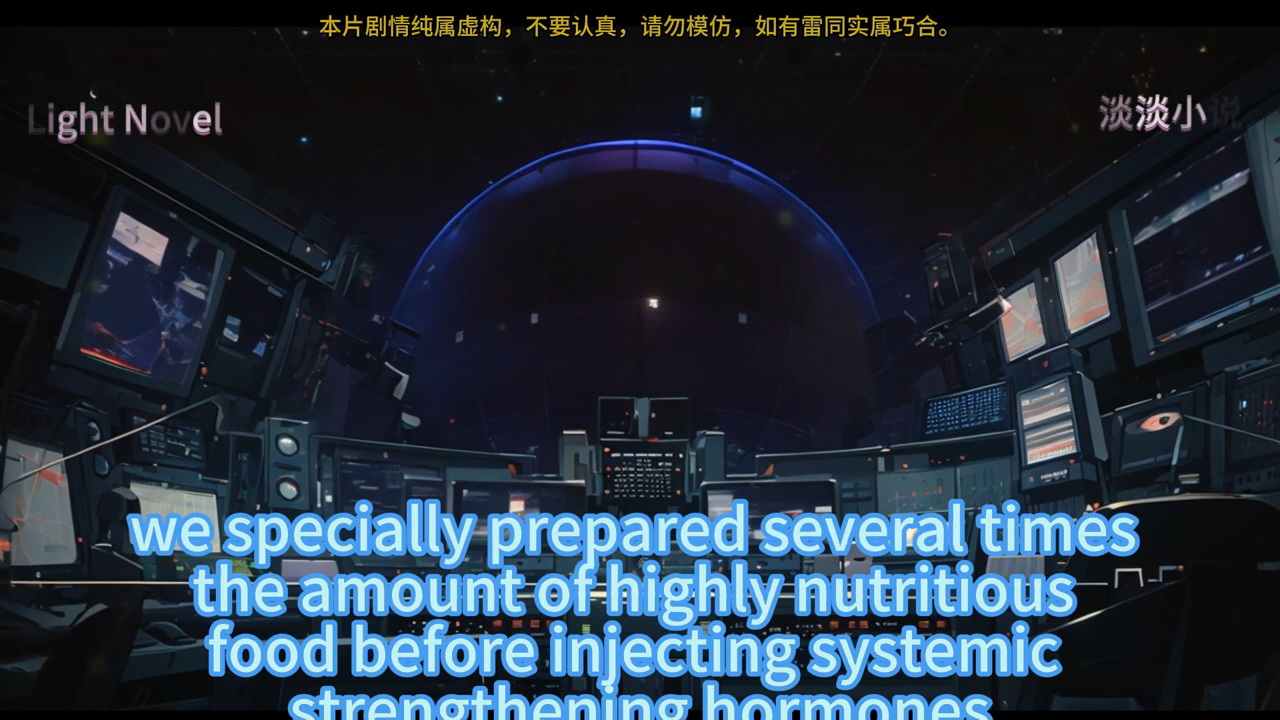 本片剧情纯属虚构，不要认真，请勿模仿，如有雷同实属巧合。
Light Novel
淡淡小说
we specially prepared several times
the amount of highly nutritious
food before injecting systemic
strengthening hormones